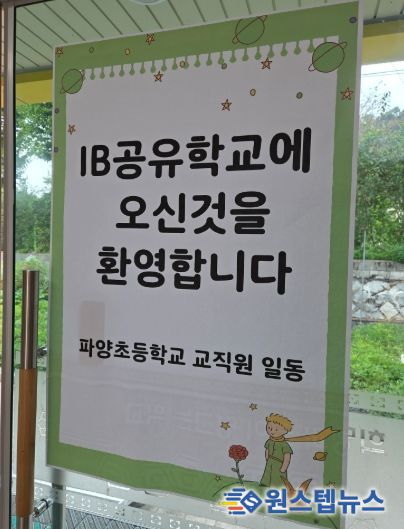 IB공유학교에
오신것을
환영합니다
파양초등학교 교직원 일동
원스텝뉴스